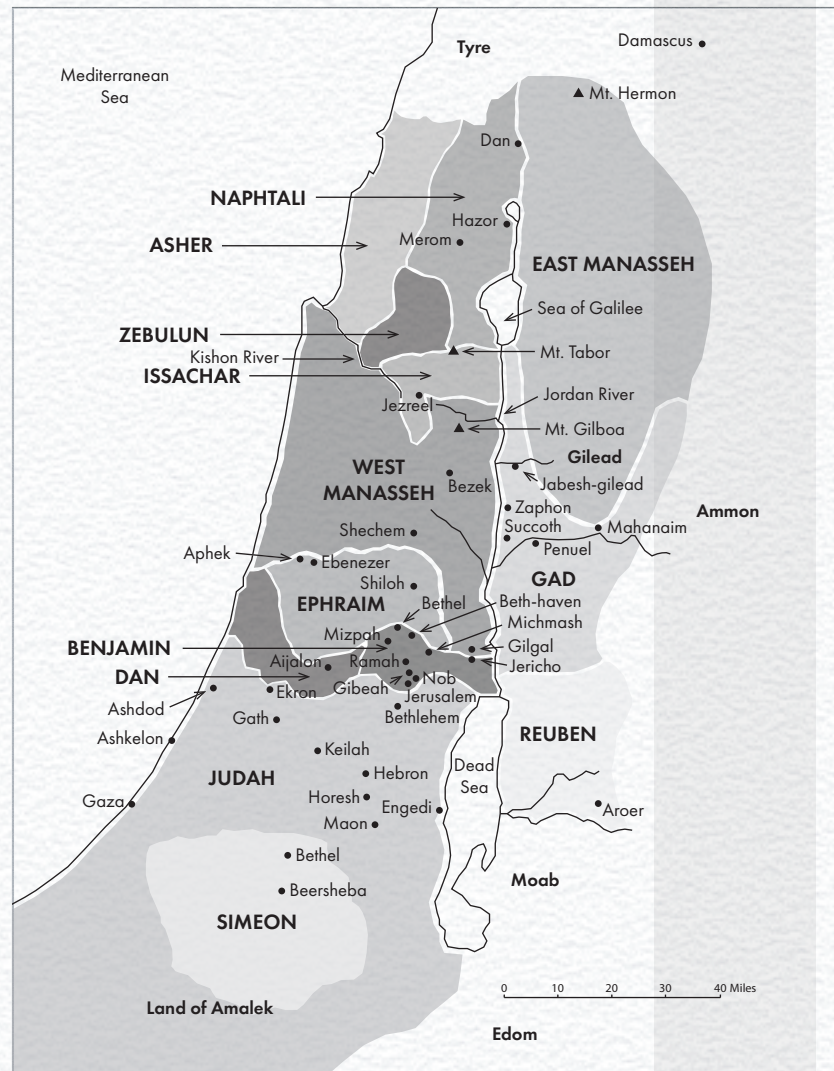 Tyre
Damascus
Mediterranean
Sea
Mt. Hermon
Dan
NAPHTALI
Hazor
ASHER
Merom
EAST MANASSEH
Sea of Galilee
ZEBULUN
Kishon River
Mt. Tabor
ISSACHAR
Jordan River
Jezreel
Mt. Gilboa
Gilead
WEST
MANASSEH
Bezek
Jabesh-gilead
Zaphon
Ammon
Succoth
Mahanaim
Shechem
Penuel
Aphek
Ebenezer
GAD
Shiloh
EPHRAIM
Bethel
Beth-haven
Michmash
Mizpah
BENJAMIN
Gilgal
Aijalon
Ramah
Jericho
DAN
Nob
Gibeah
Ekron
Jerusalem
Ashdod
Gath
Bethlehem
Ashkelon
REUBEN
Keilah
Dead
Sea
JUDAH
Hebron
Horesh
Gaza
Engedi
Aroer
Maon
Bethel
Moab
Beersheba
SIMEON
0 10 20 30 40 Miles
Land of Amalek
Edom